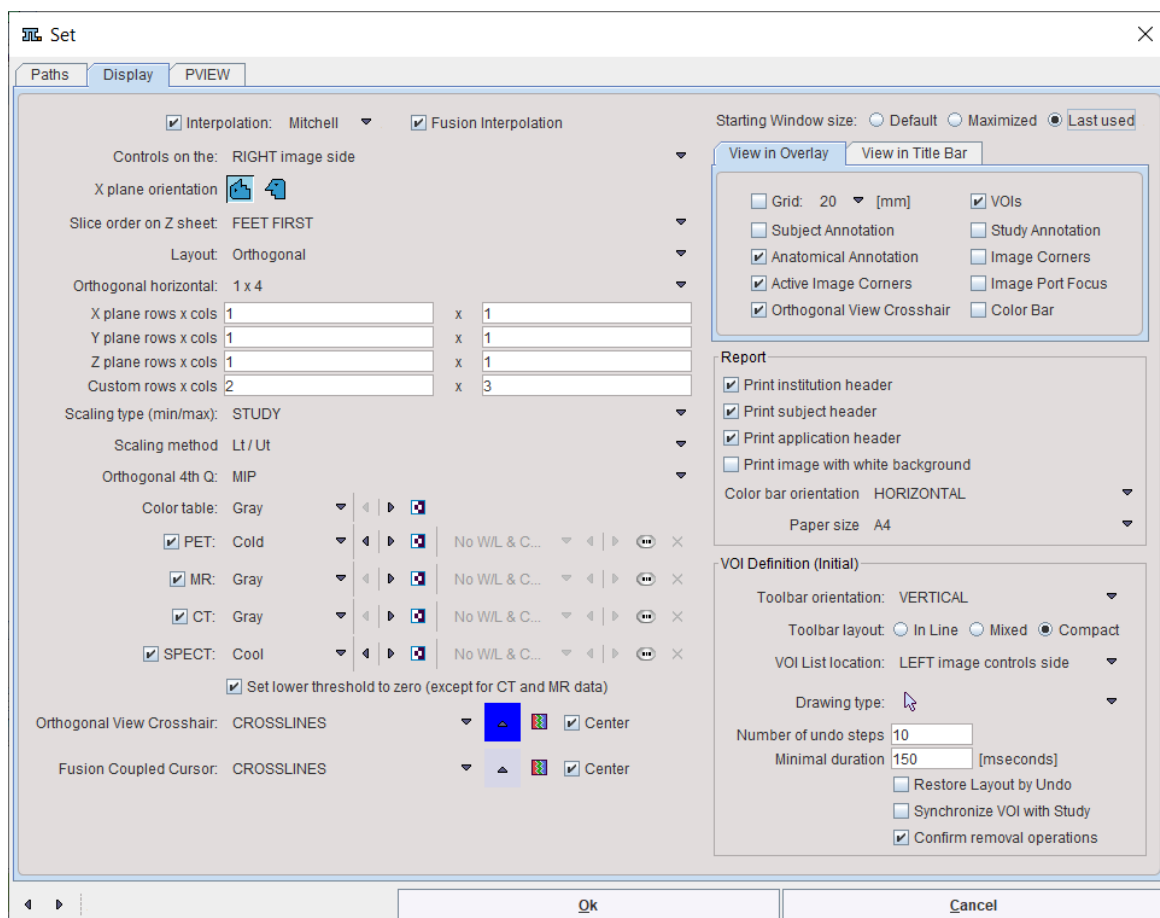 Set
Paths Display PVIEW
Interpolation: Mitchell Fusion Interpolation
Controls on the: RIGHT image side
X plane orientation
Slice order on Z sheet: FEET FIRST
Layout: Orthogonal
Orthogonal horizontal: 1 x 4
X plane rows x cols 1 x 1
Y plane rows x cols 1 x 1
Z plane rows x cols 1 x 1
Custom rows x cols 2 x 3
Scaling type (min/max): STUDY
Scaling method Lt / Ut
Orthogonal 4th Q: MIP
Color table: Gray
PET: Cold No W/L & C...
MR: Gray No W/L & C...
CT: Gray No W/L & C...
SPECT: Cool No W/L & C...
Set lower threshold to zero (except for CT and MR data)
Orthogonal View Crosshair: CROSSLINES Center
Fusion Coupled Cursor: CROSSLINES Center
Starting Window size: Default Maximized Last used
View in Overlay View in Title Bar
Grid: 20 [mm] VOIs
Subject Annotation Study Annotation
Anatomical Annotation Image Corners
Active Image Corners Image Port Focus
Orthogonal View Crosshair Color Bar
Report
Print institution header
Print subject header
Print application header
Print image with white background
Color bar orientation HORIZONTAL
Paper size A4
VOI Definition (Initial)
Toolbar orientation: VERTICAL
Toolbar layout: In Line Mixed Compact
VOI List location: LEFT image controls side
Drawing type:
Number of undo steps 10
Minimal duration 150 [mseconds]
Restore Layout by Undo
Synchronize VOI with Study
Confirm removal operations
Ok Cancel